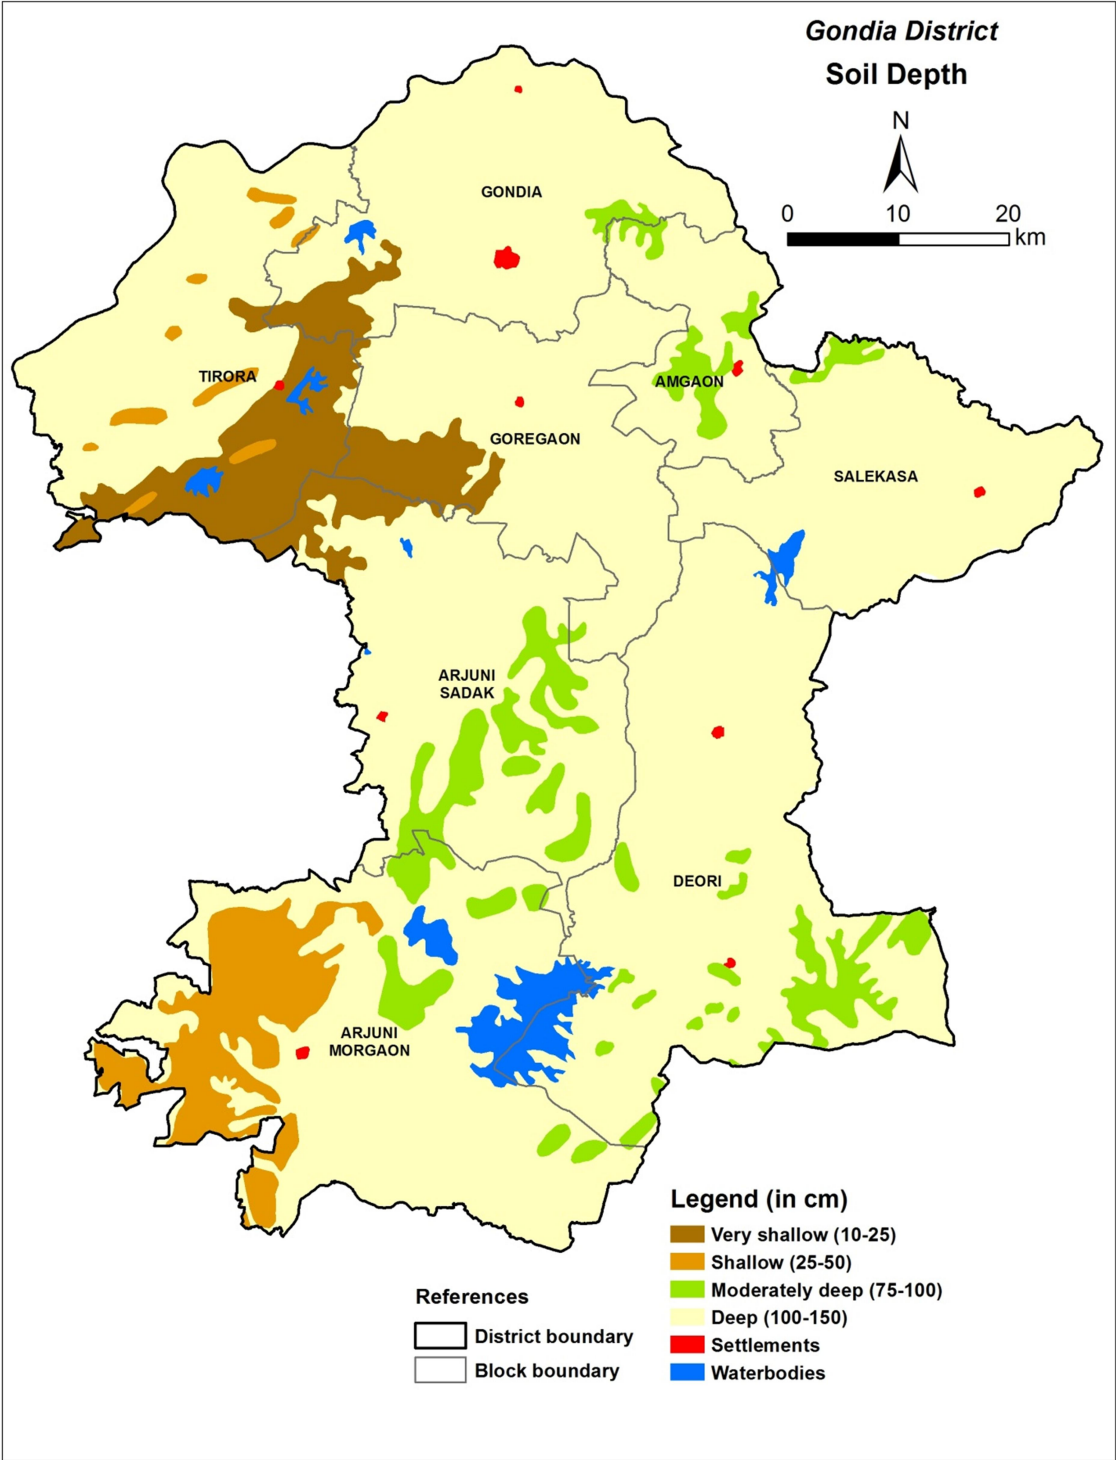 Gondia District
Soil Depth
N
0 10 20
km
GONDIA
TIRORA
AMGAON
GOREGAON
SALEKASA
ARJUNI
SADAK
DEORI
ARJUNI
MORGAON
Legend (in cm)
Very shallow (10-25)
Shallow (25-50)
Moderately deep (75-100)
Deep (100-150)
Settlements
Waterbodies
References
District boundary
Block boundary